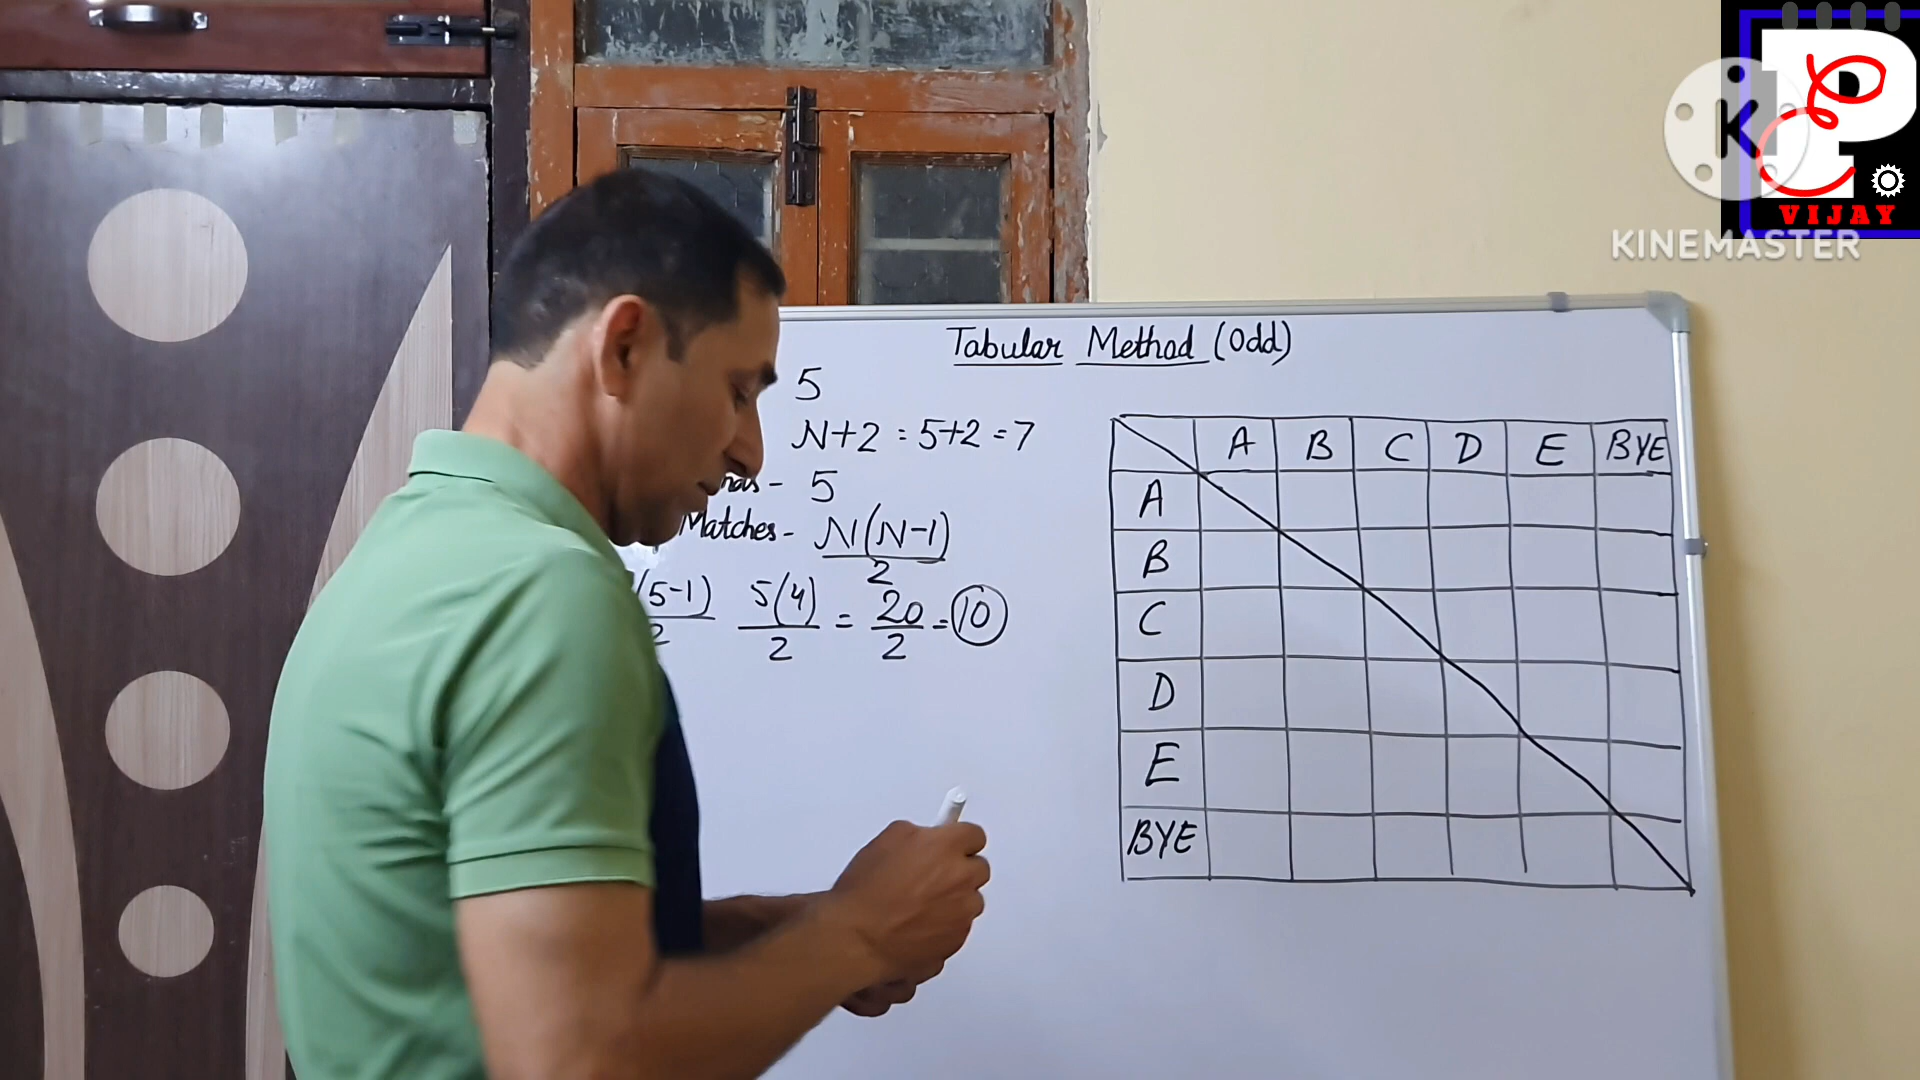 Tabular Method (Odd)
5
N+2 = 5+2 = 7
5
Matches - N(N-1)
2
(5-1) 5(4) = 20 = 10
2 2 2
A B C D E BYE
A
B
C
D
E
BYE
P
K
VIJAY
KINEMASTER